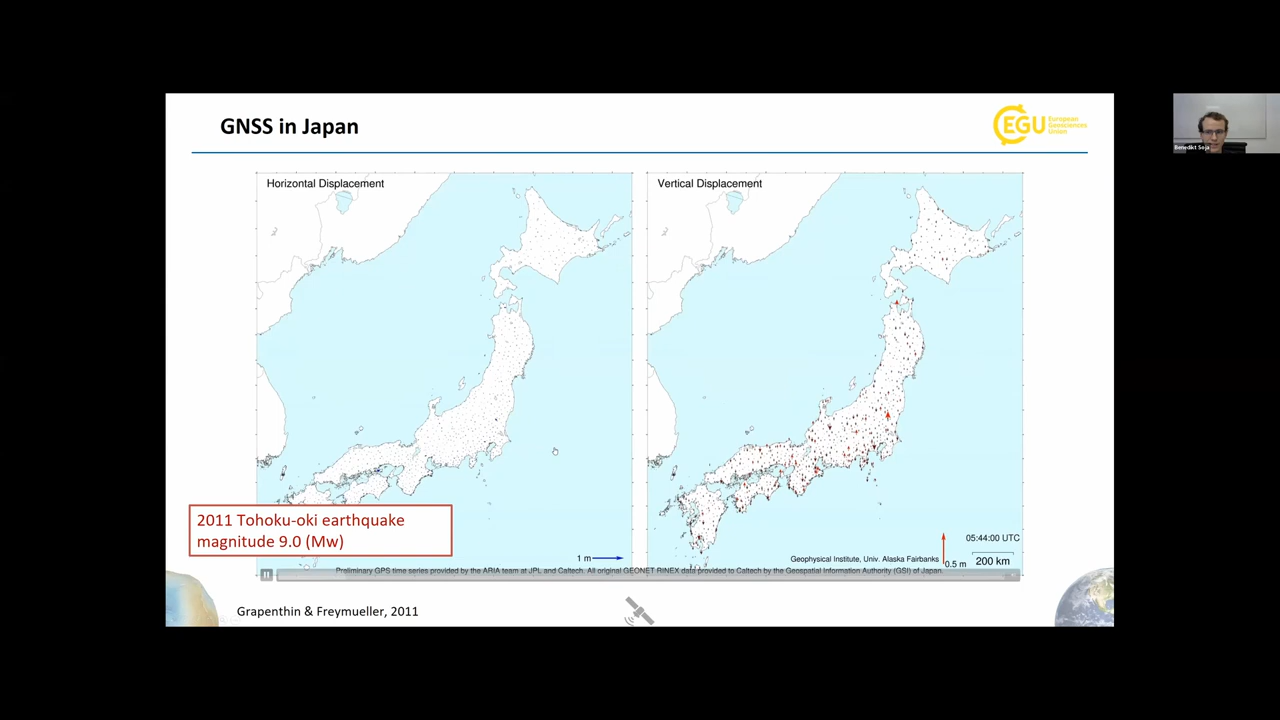 GNSS in Japan
EGU
European
Geosciences
Union
Benedikt Soja
Horizontal Displacement
Vertical Displacement
2011 Tohoku-oki earthquake
magnitude 9.0 (Mw)
1 m
05:44:00 UTC
Geophysical Institute, Univ. Alaska Fairbanks
0.5 m
200 km
Preliminary GPS time series provided by the ARIA team at JPL and Caltech. All original GEONET RINEX data provided to Caltech by the Geospatial Information Authority (GSI) of Japan.
Grapenthin & Freymueller, 2011